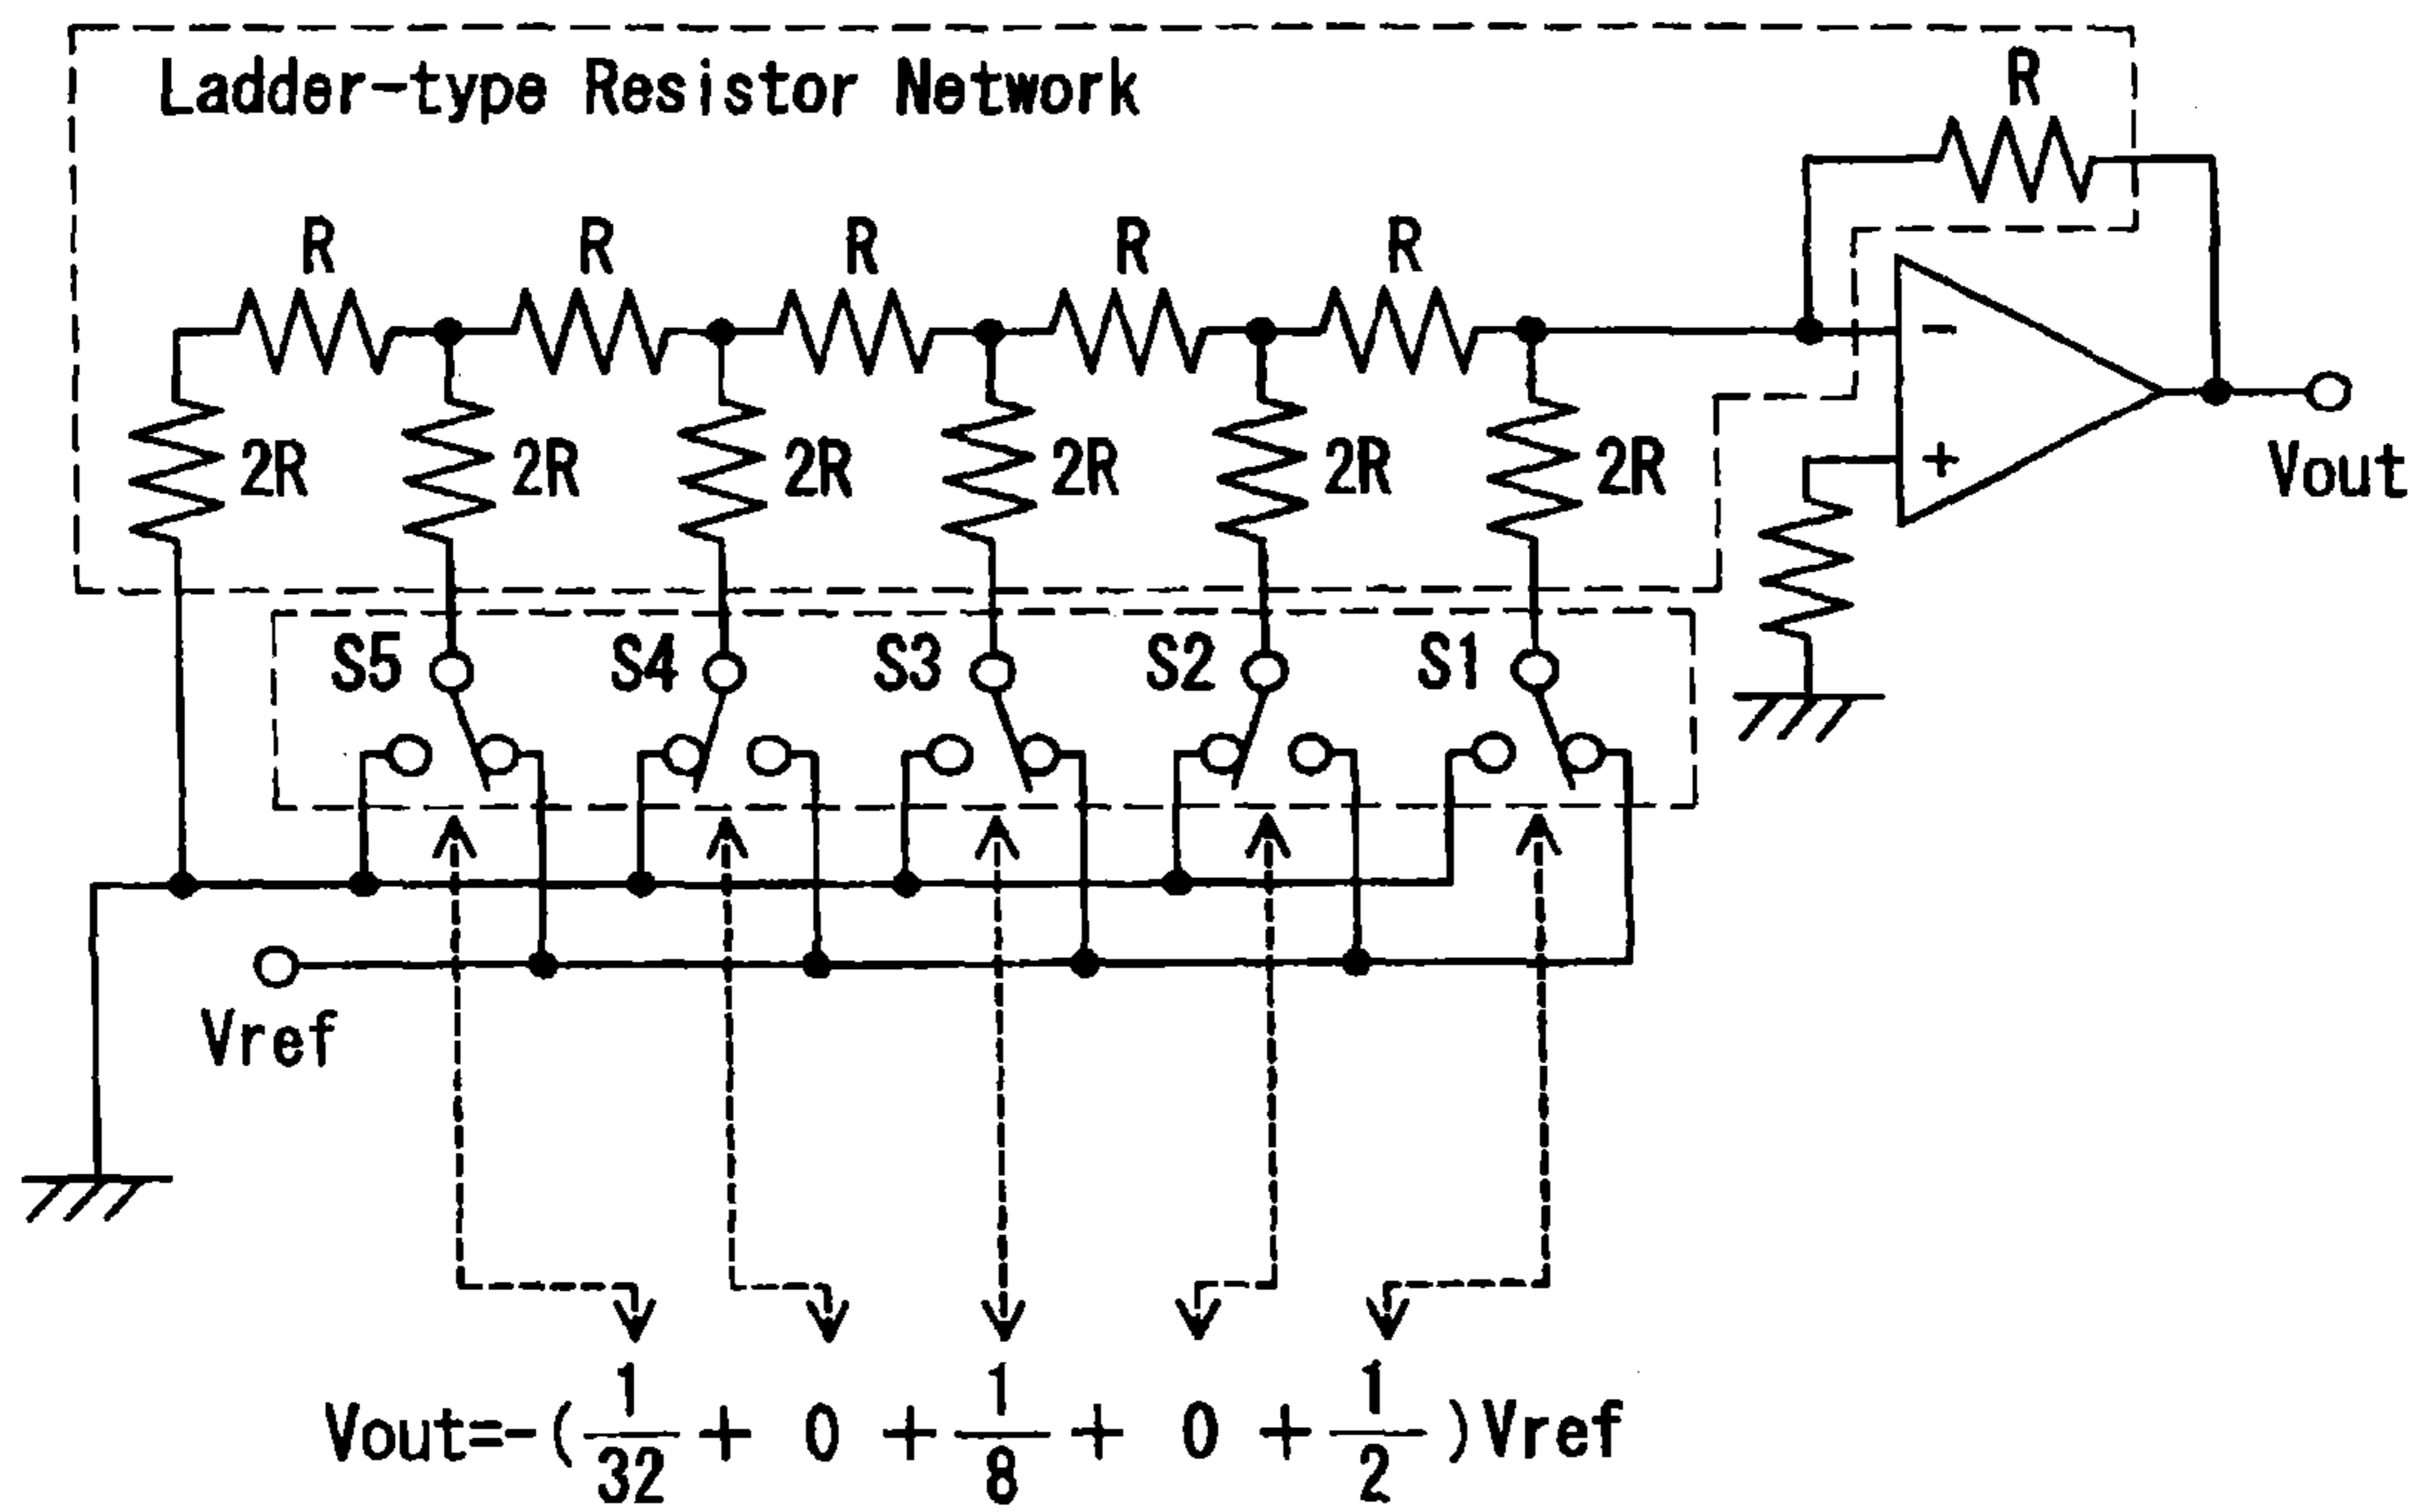 Ladder-type Resistor Network
R
R R R R R
2R 2R 2R 2R 2R 2R
-
+
Vout
S5 S4 S3 S2 S1
Vref
Vout=-(1/32 + 0 + 1/8 + 0 + 1/2)Vref